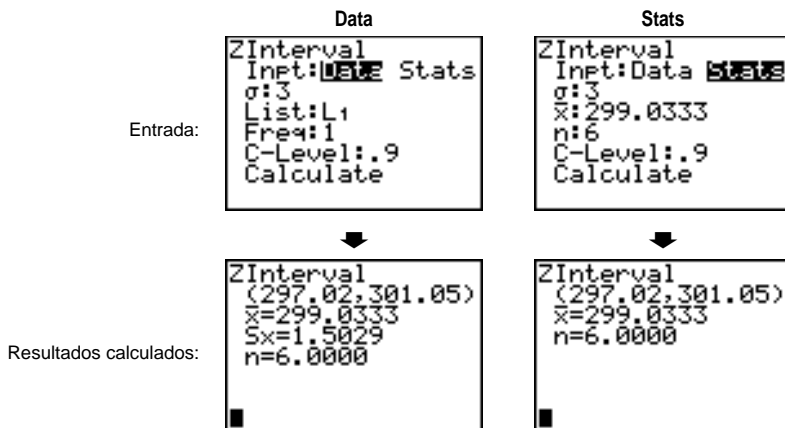 Data
Stats
Entrada:
ZInterval
Inpt:Data Stats
σ:3
List:L₁
Freq:1
C-Level:.9
Calculate
ZInterval
Inpt:Data Stats
σ:3
x̄:299.0333
n:6
C-Level:.9
Calculate
Resultados calculados:
ZInterval
(297.02,301.05)
x̄=299.0333
Sx=1.5029
n=6.0000
ZInterval
(297.02,301.05)
x̄=299.0333
n=6.0000